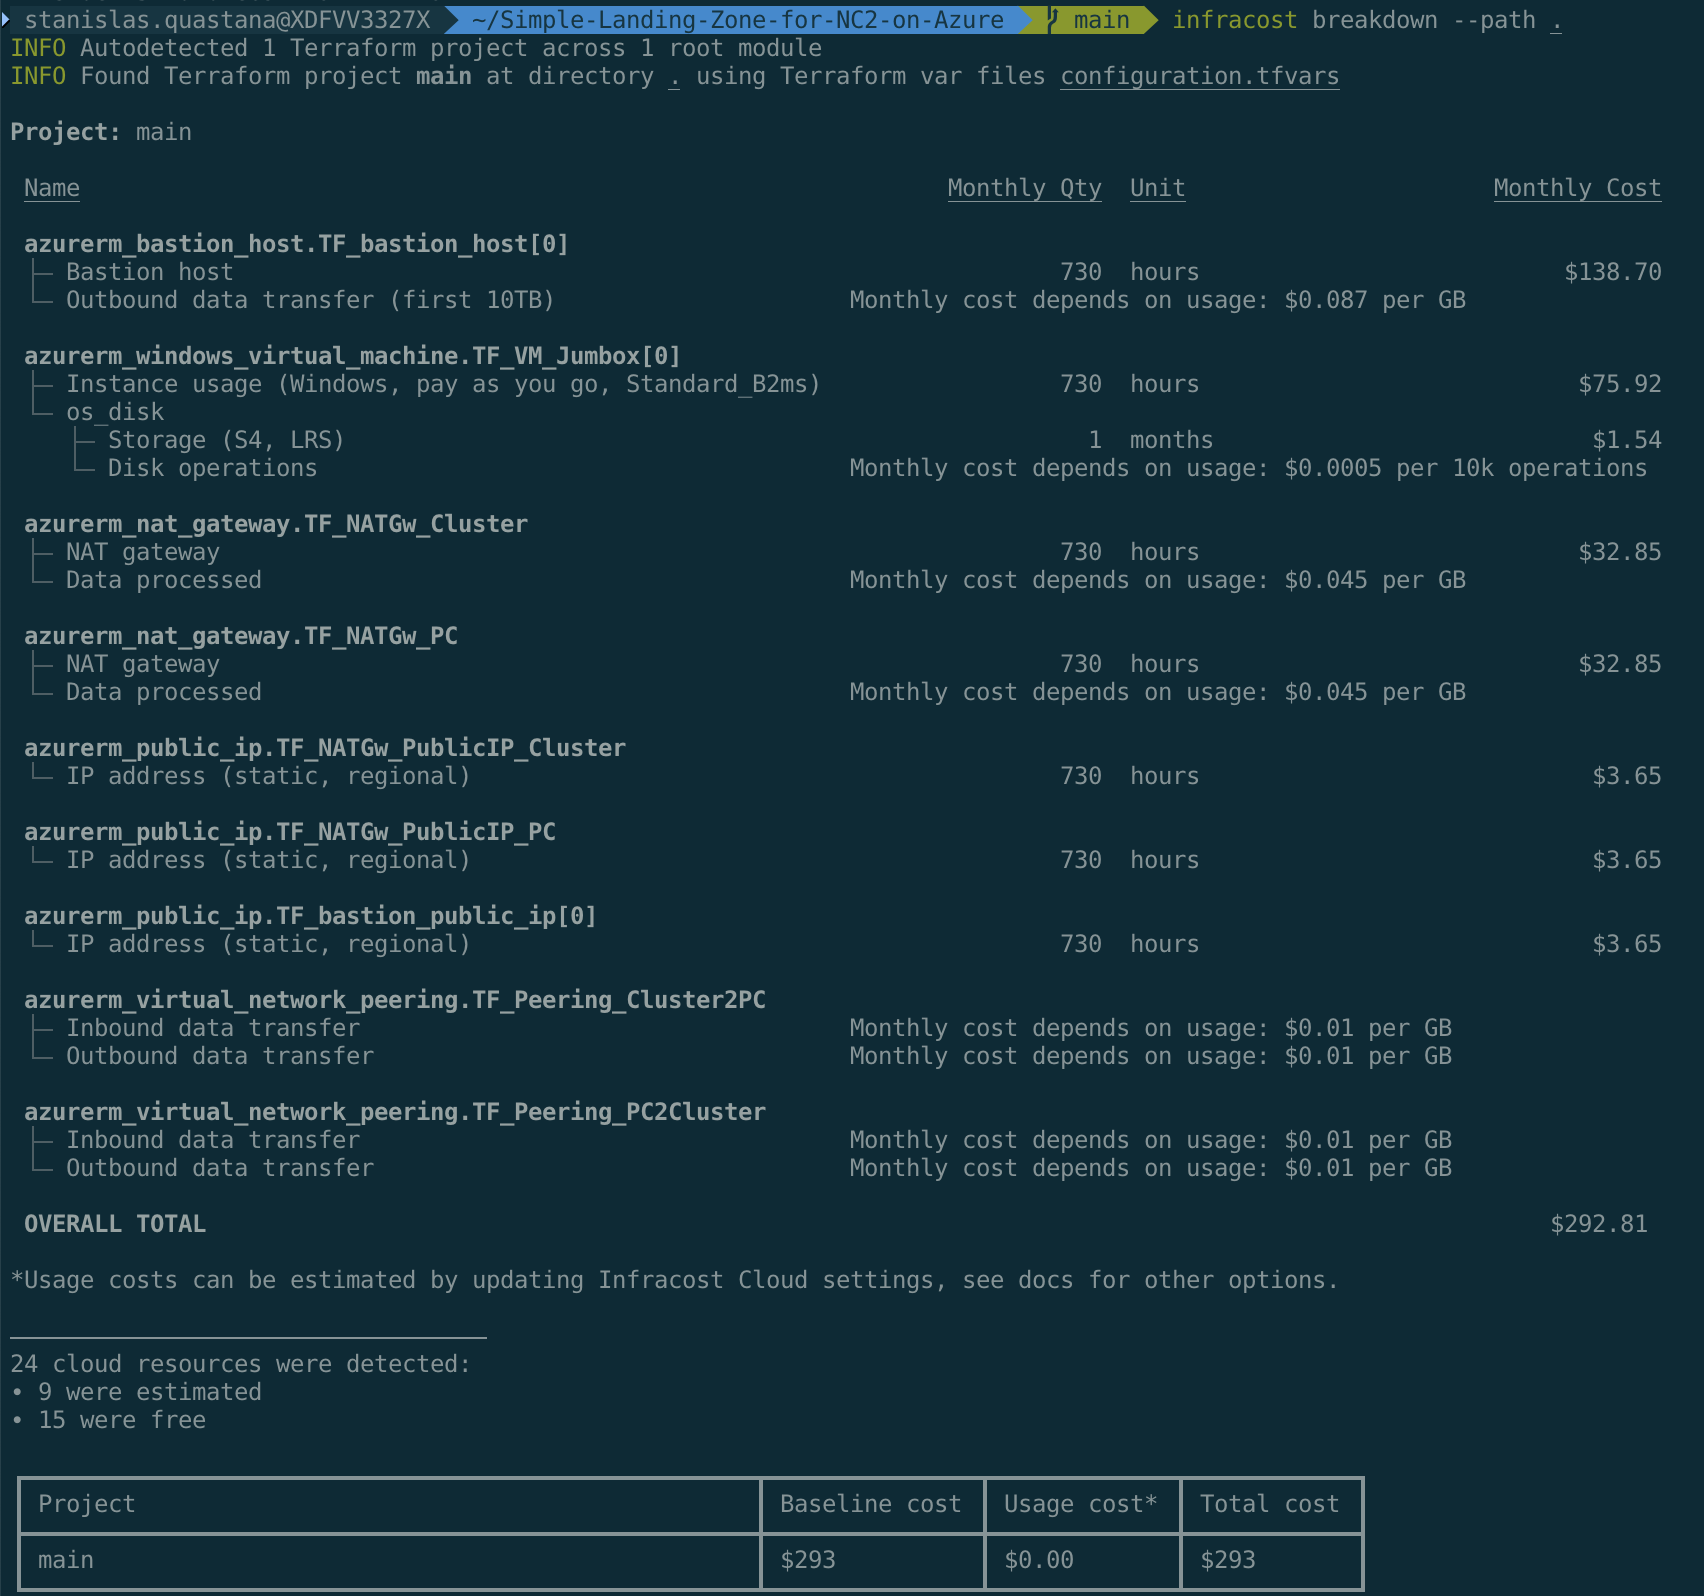 stanislas.quastana@XDFVV3327X ~/Simple-Landing-Zone-for-NC2-on-Azure main infracost breakdown --path .
INFO Autodetected 1 Terraform project across 1 root module
INFO Found Terraform project main at directory . using Terraform var files configuration.tfvars
Project: main
Name Monthly Qty Unit Monthly Cost
azurerm_bastion_host.TF_bastion_host[0]
├─ Bastion host 730 hours $138.70
└─ Outbound data transfer (first 10TB) Monthly cost depends on usage: $0.087 per GB
azurerm_windows_virtual_machine.TF_VM_Jumbox[0]
├─ Instance usage (Windows, pay as you go, Standard_B2ms) 730 hours $75.92
└─ os_disk
├─ Storage (S4, LRS) 1 months $1.54
└─ Disk operations Monthly cost depends on usage: $0.0005 per 10k operations
azurerm_nat_gateway.TF_NATGw_Cluster
├─ NAT gateway 730 hours $32.85
└─ Data processed Monthly cost depends on usage: $0.045 per GB
azurerm_nat_gateway.TF_NATGw_PC
├─ NAT gateway 730 hours $32.85
└─ Data processed Monthly cost depends on usage: $0.045 per GB
azurerm_public_ip.TF_NATGw_PublicIP_Cluster
└─ IP address (static, regional) 730 hours $3.65
azurerm_public_ip.TF_NATGw_PublicIP_PC
└─ IP address (static, regional) 730 hours $3.65
azurerm_public_ip.TF_bastion_public_ip[0]
└─ IP address (static, regional) 730 hours $3.65
azurerm_virtual_network_peering.TF_Peering_Cluster2PC
├─ Inbound data transfer Monthly cost depends on usage: $0.01 per GB
└─ Outbound data transfer Monthly cost depends on usage: $0.01 per GB
azurerm_virtual_network_peering.TF_Peering_PC2Cluster
├─ Inbound data transfer Monthly cost depends on usage: $0.01 per GB
└─ Outbound data transfer Monthly cost depends on usage: $0.01 per GB
OVERALL TOTAL $292.81
*Usage costs can be estimated by updating Infracost Cloud settings, see docs for other options.
24 cloud resources were detected:
• 9 were estimated
• 15 were free
Project Baseline cost Usage cost* Total cost
main $293 $0.00 $293